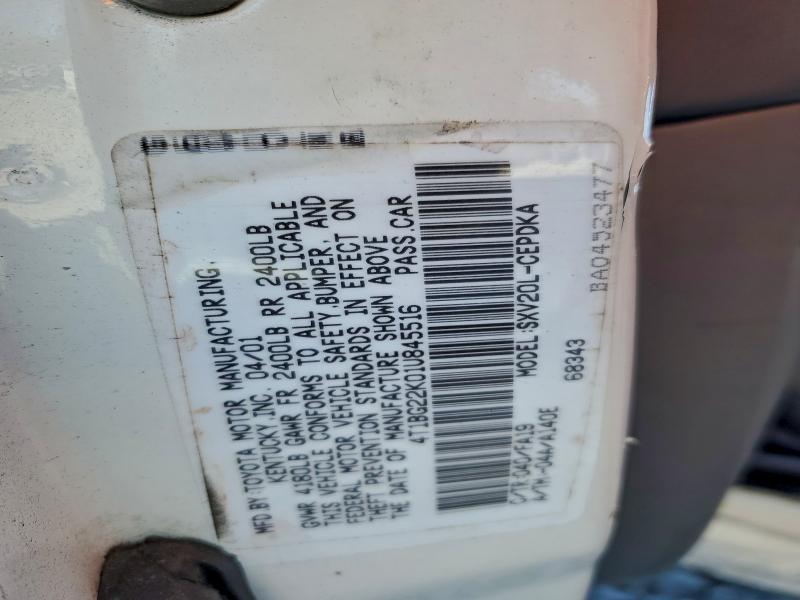 MFD.BY:TOYOTA MOTOR MANUFACTURING,
KENTUCKY,INC. 04/01
GVWR 4180LB GAWR FR 2400LB RR 2400LB
THIS VEHICLE CONFORMS TO ALL APPLICABLE
FEDERAL MOTOR VEHICLE SAFETY,BUMPER, AND
THEFT PREVENTION STANDARDS IN EFFECT ON
THE DATE OF MANUFACTURE SHOWN ABOVE
4T1BG22K01U845516 PASS.CAR
C/TR:040/FA19 MODEL:SXV20L-CEPDKA
A/TM:-04A/A140E 68343
BA04523477